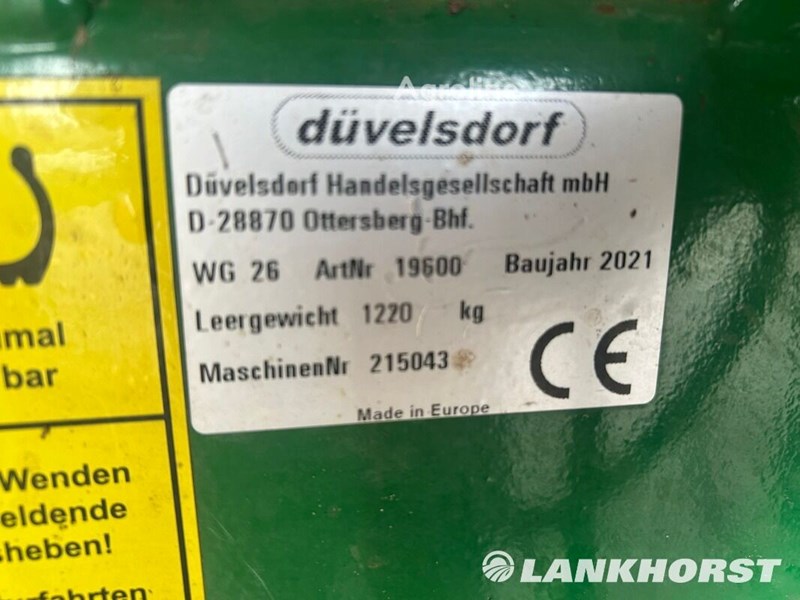 düvelsdorf
Düvelsdorf Handelsgesellschaft mbH
D-28870 Ottersberg-Bhf.
WG 26 ArtNr 19600 Baujahr 2021
Leergewicht 1220 kg
MaschinenNr 215043
CE
Made in Europe
bar
Wenden
eldende
heben!
LANKHORST